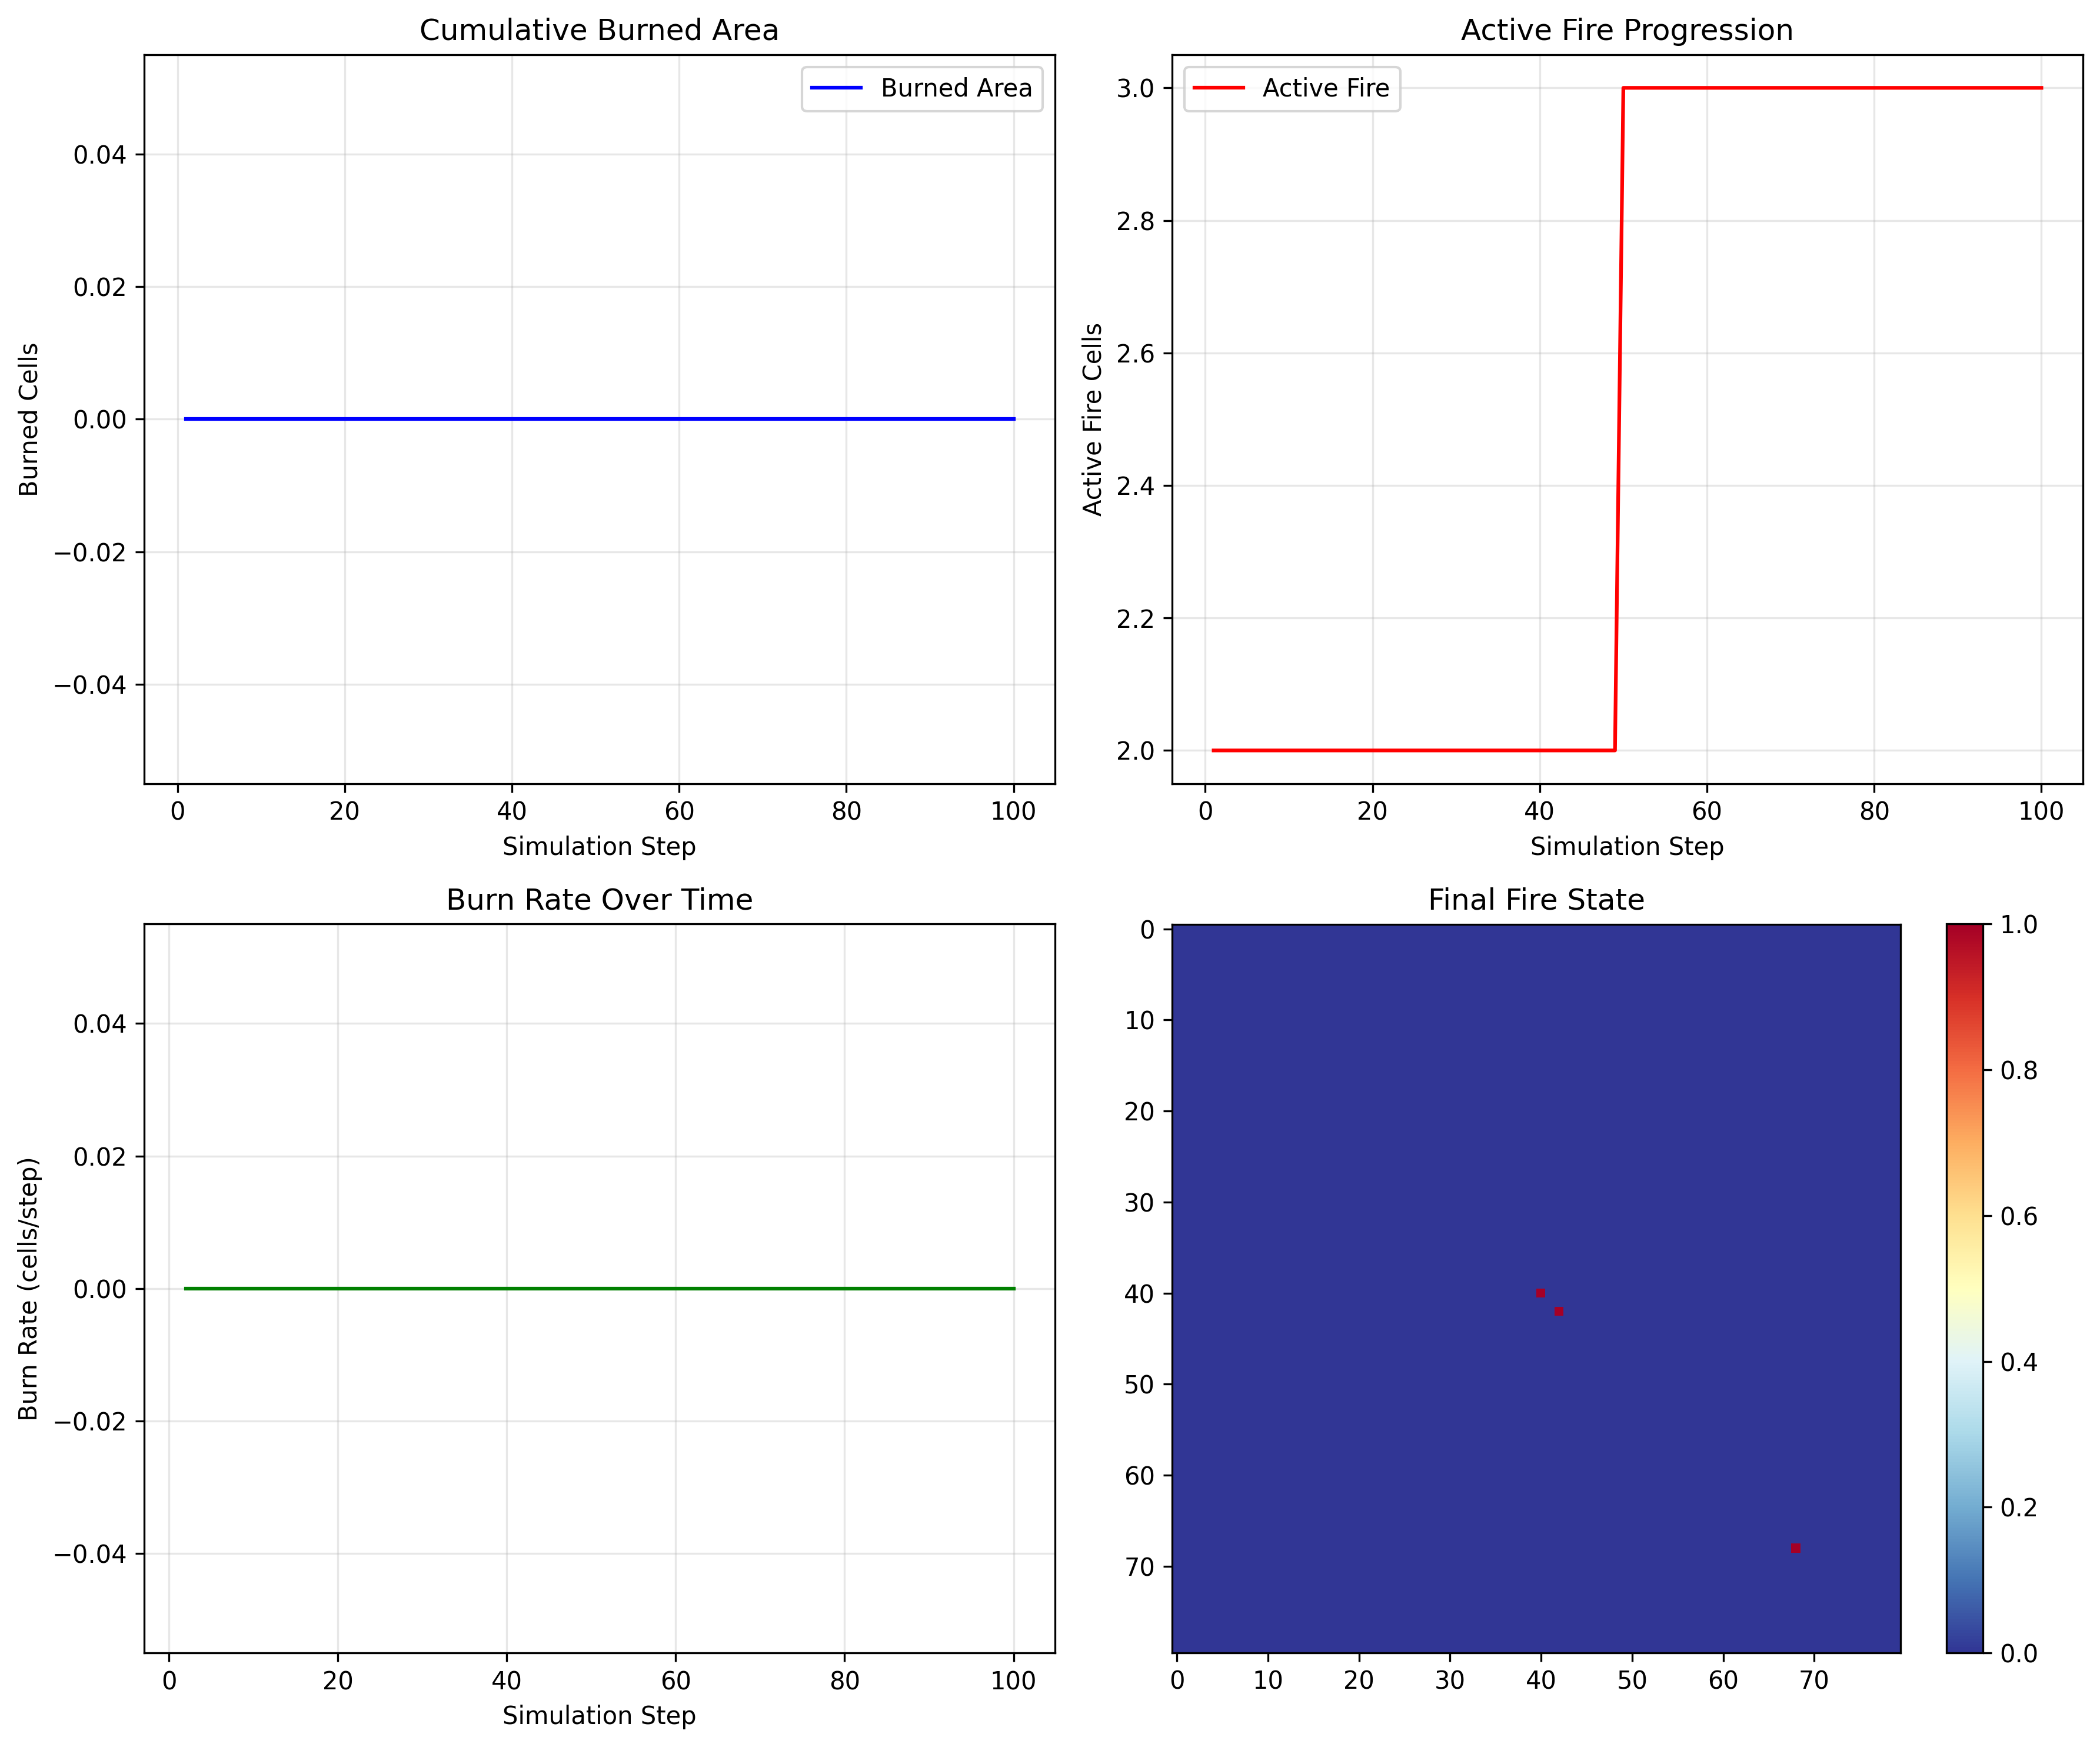 Cumulative Burned Area
Burned Area
0.04
0.02
0.00
−0.02
−0.04
Burned Cells
0 20 40 60 80 100
Simulation Step
Active Fire Progression
Active Fire
3.0
2.8
2.6
2.4
2.2
2.0
Active Fire Cells
0 20 40 60 80 100
Simulation Step
Burn Rate Over Time
0.04
0.02
0.00
−0.02
−0.04
Burn Rate (cells/step)
0 20 40 60 80 100
Simulation Step
Final Fire State
0
10
20
30
40
50
60
70
0 10 20 30 40 50 60 70
1.0
0.8
0.6
0.4
0.2
0.0